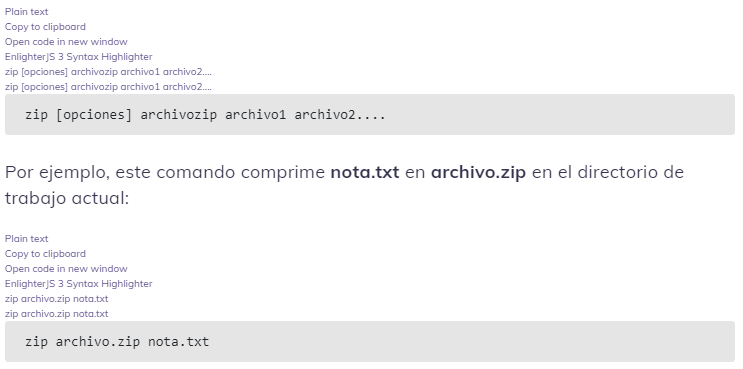 Plain text
Copy to clipboard
Open code in new window
EnlighterJS 3 Syntax Highlighter
zip [opciones] archivozip archivo1 archivo2....
zip [opciones] archivozip archivo1 archivo2....
zip [opciones] archivozip archivo1 archivo2....
Por ejemplo, este comando comprime nota.txt en archivo.zip en el directorio de
trabajo actual:
Plain text
Copy to clipboard
Open code in new window
EnlighterJS 3 Syntax Highlighter
zip archivo.zip nota.txt
zip archivo.zip nota.txt
zip archivo.zip nota.txt